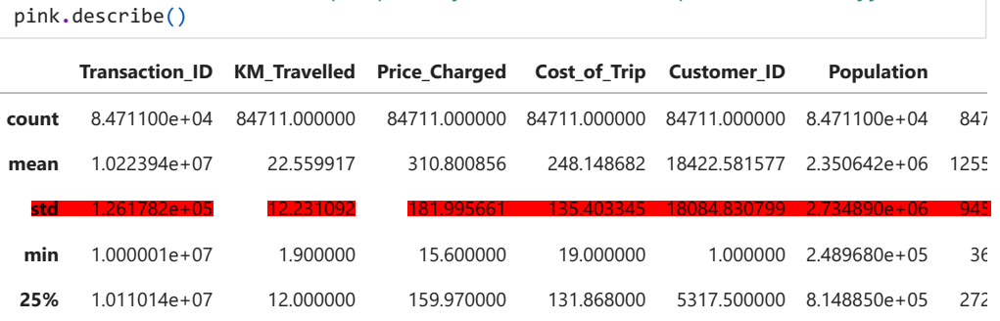 pink.describe()
Transaction_ID KM_Travelled Price_Charged Cost_of_Trip Customer_ID Population
count 8.471100e+04 84711.000000 84711.000000 84711.000000 84711.000000 8.471100e+04 847
mean 1.022394e+07 22.559917 310.800856 248.148682 18422.581577 2.350642e+06 1255
std 1.261782e+05 12.231092 181.995661 135.403345 18084.830799 2.734890e+06 945
min 1.000001e+07 1.900000 15.600000 19.000000 1.000000 2.489680e+05 36
25% 1.011014e+07 12.000000 159.970000 131.868000 5317.500000 8.148850e+05 272